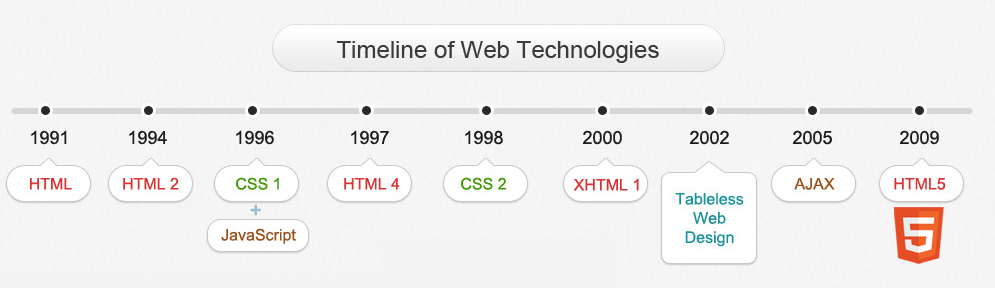 Timeline of Web Technologies
1991
1994
1996
1997
1998
2000
2002
2005
2009
HTML
HTML 2
CSS 1
HTML 4
CSS 2
XHTML 1
Tableless
Web
Design
AJAX
HTML5
+
JavaScript
5